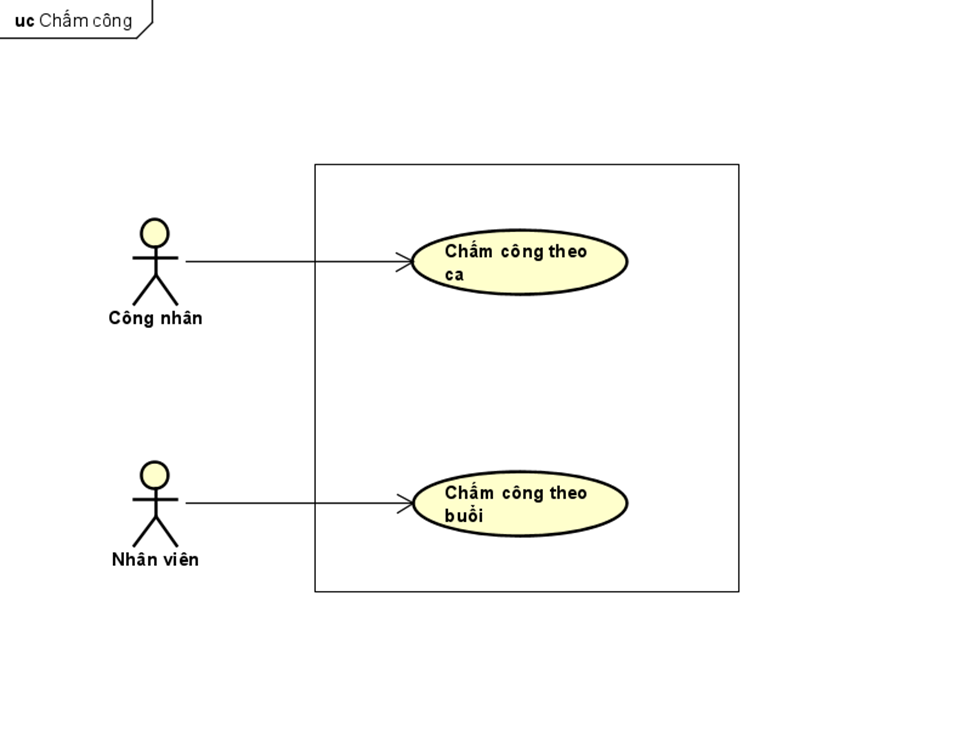 uc Chấm công
Chấm công theo
ca
Công nhân
Chấm công theo
buổi
Nhân viên